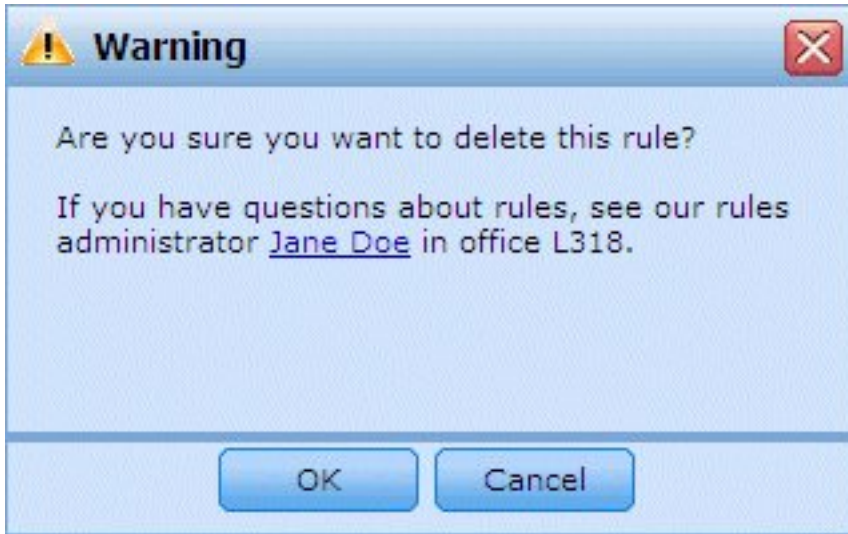 Warning
Are you sure you want to delete this rule?
If you have questions about rules, see our rules
administrator Jane Doe in office L318.
OK
Cancel